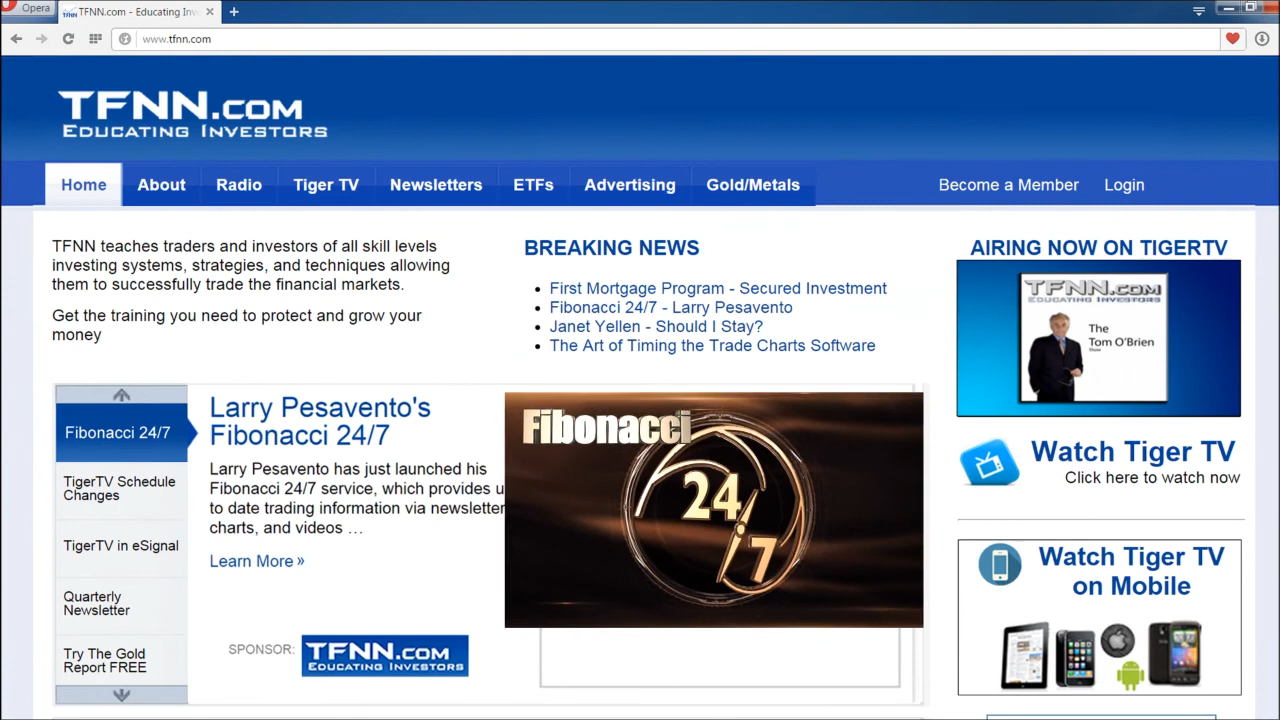 Opera
TFNN.com - Educating Inv
www.tfnn.com
TFNN.com
Educating Investors
Home
About
Radio
Tiger TV
Newsletters
ETFs
Advertising
Gold/Metals
Become a Member
Login
TFNN teaches traders and investors of all skill levels
investing systems, strategies, and techniques allowing
them to successfully trade the financial markets.
Get the training you need to protect and grow your
money
BREAKING NEWS
First Mortgage Program - Secured Investment
Fibonacci 24/7 - Larry Pesavento
Janet Yellen - Should I Stay?
The Art of Timing the Trade Charts Software
AIRING NOW ON TIGERTV
TFNN.com
Educating Investors
The
Tom O'Brien
Show
Watch Tiger TV
Click here to watch now
Watch Tiger TV
on Mobile
Fibonacci 24/7
TigerTV Schedule
Changes
TigerTV in eSignal
Quarterly
Newsletter
Try The Gold
Report FREE
Larry Pesavento's
Fibonacci 24/7
Larry Pesavento has just launched his
Fibonacci 24/7 service, which provides u
to date trading information via newsletter
charts, and videos …
Learn More »
Fibonacci
24/7
SPONSOR:
TFNN.com
Educating Investors